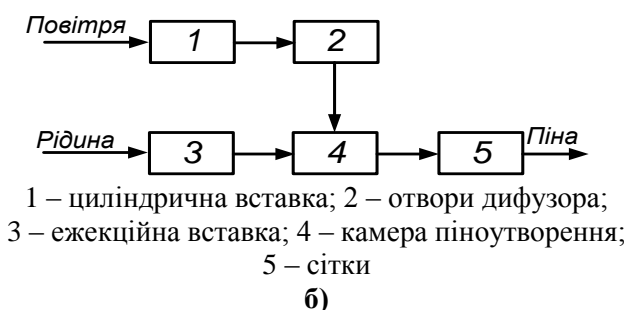 Повітря
1
2
Рідина
3
4
5
Піна
1 – циліндрична вставка; 2 – отвори дифузора;
3 – ежекційна вставка; 4 – камера піноутворення;
5 – сітки
б)